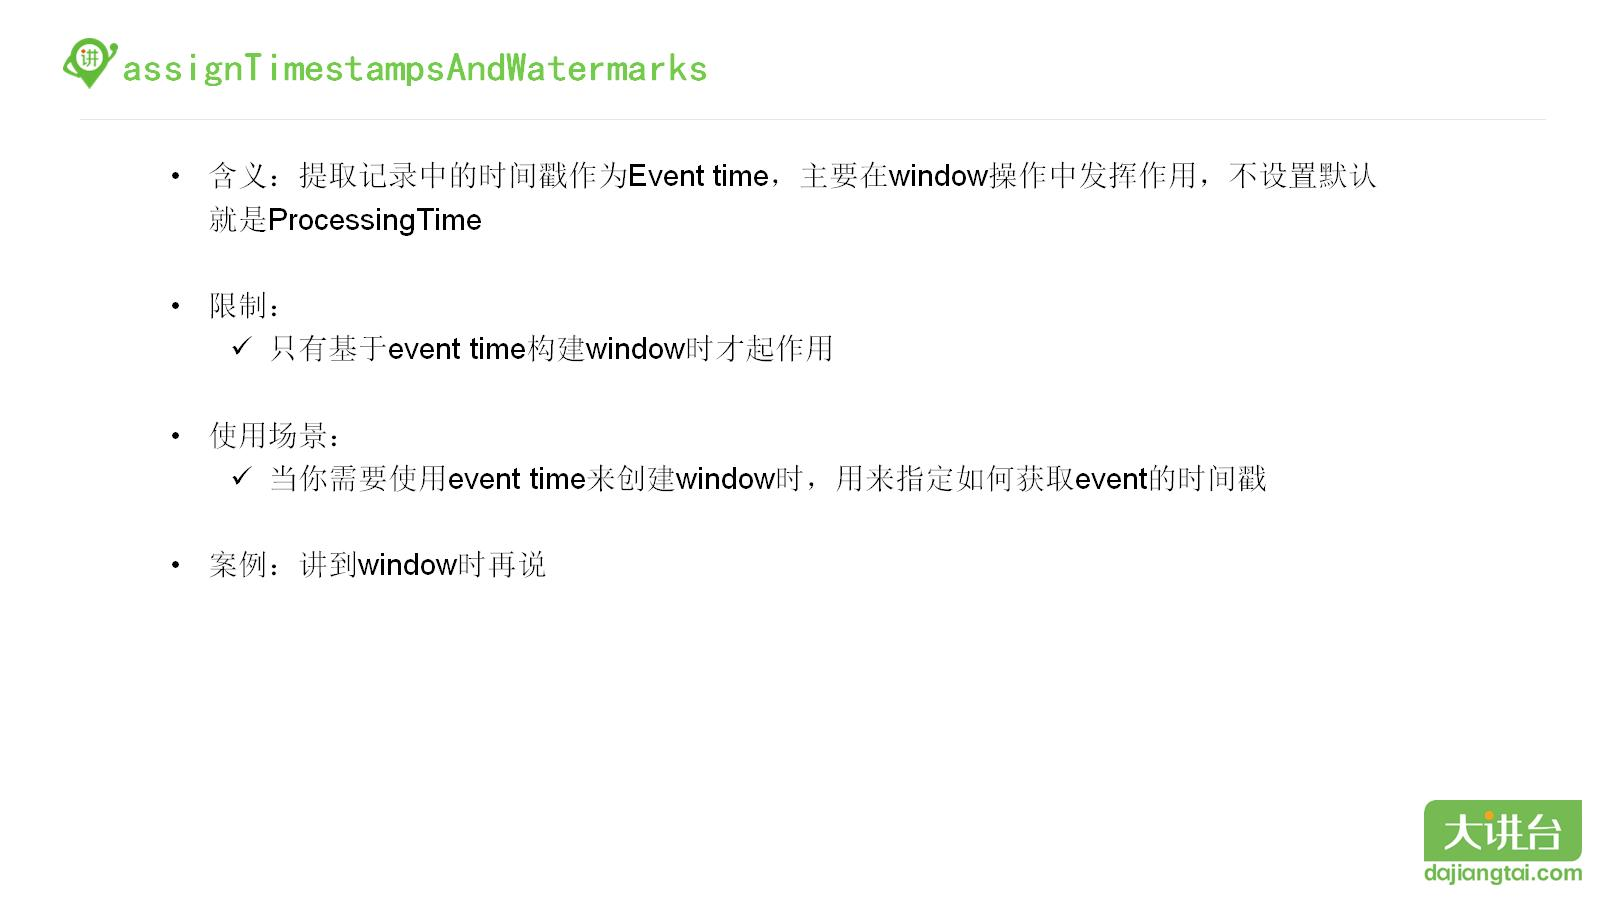 讲
assignTimestampsAndWatermarks
• 含义：提取记录中的时间戳作为Event time，主要在window操作中发挥作用，不设置默认
就是ProcessingTime
• 限制：
✓ 只有基于event time构建window时才起作用
• 使用场景：
✓ 当你需要使用event time来创建window时，用来指定如何获取event的时间戳
• 案例：讲到window时再说
大讲台
dajiangtai.com